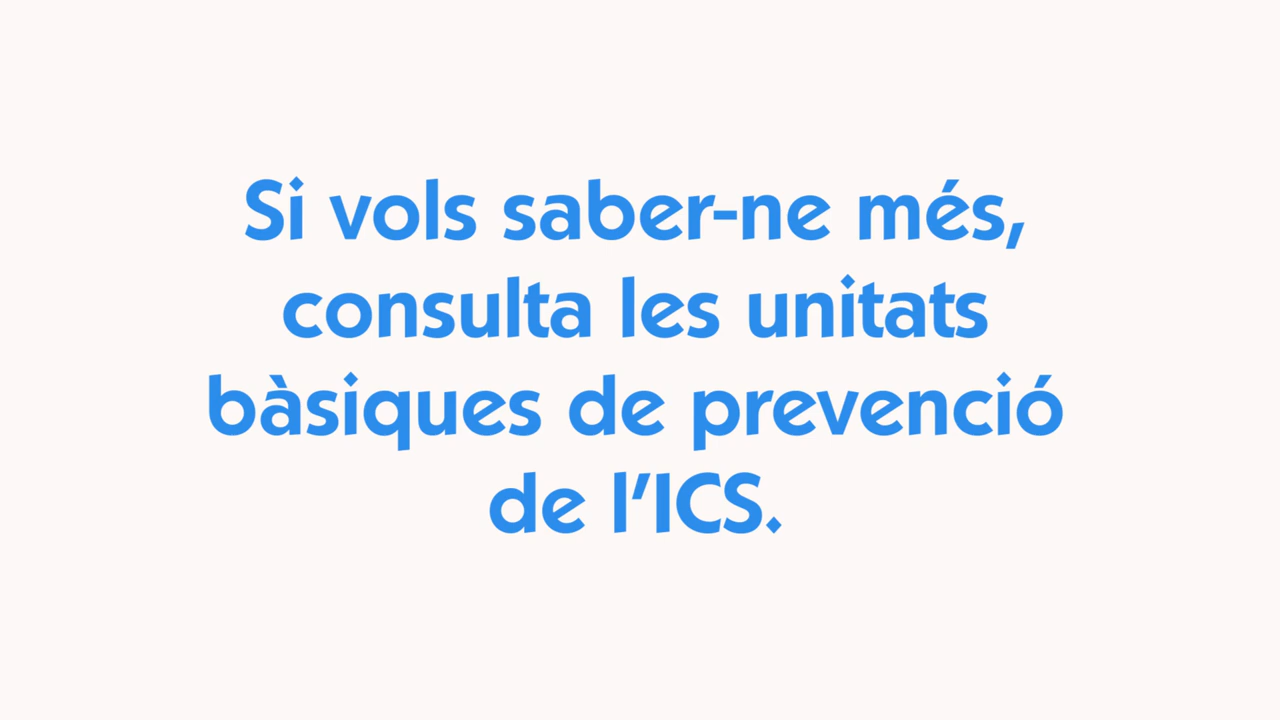 Si vols saber-ne més,
consulta les unitats
bàsiques de prevenció
de l’ICS.